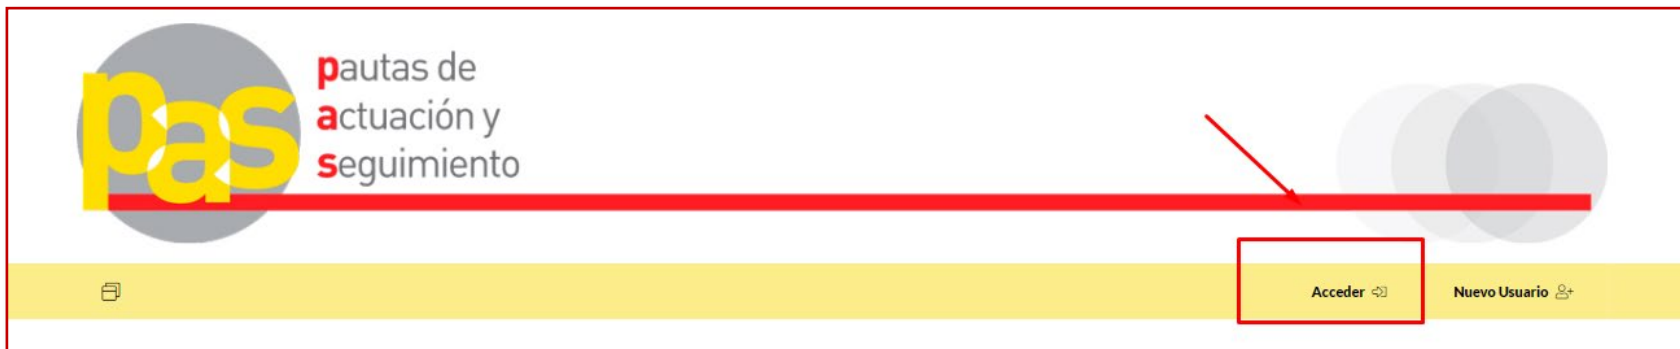 pas
pautas de
actuación y
seguimiento
Acceder
Nuevo Usuario